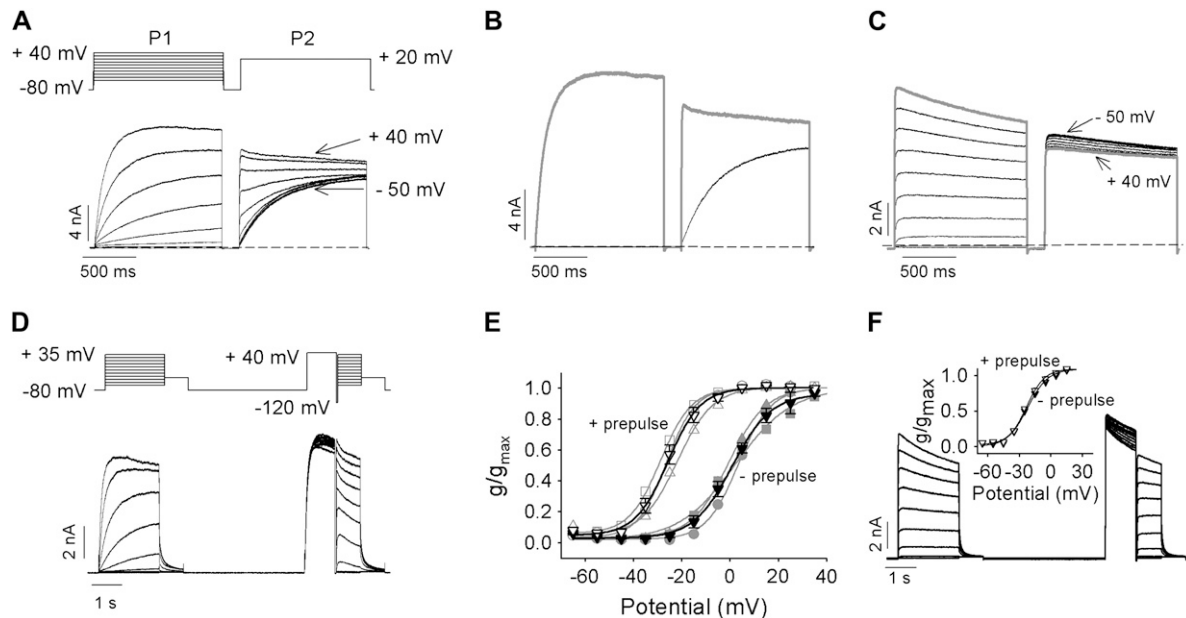 A
P1
P2
+ 40 mV
+ 20 mV
-80 mV
+ 40 mV
- 50 mV
4 nA
500 ms
B
4 nA
500 ms
C
- 50 mV
+ 40 mV
2 nA
500 ms
D
+ 35 mV
+ 40 mV
-80 mV
-120 mV
2 nA
1 s
E
1.0
0.8
0.6
0.4
0.2
0.0
g/gmax
+ prepulse
- prepulse
-60 -40 -20 0 20 40
Potential (mV)
F
+ prepulse
- prepulse
1.0
0.5
0.0
g/gmax
-60 -30 0 30
Potential (mV)
2 nA
1 s